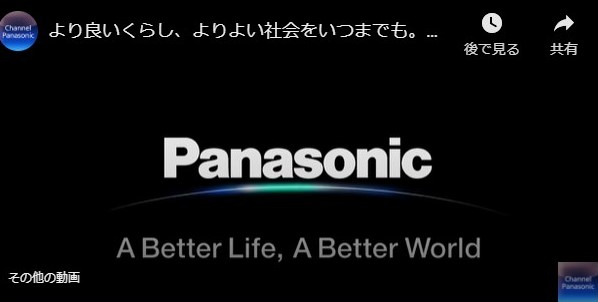 Channel
Panasonic
より良いくらし、よりよい社会をいつまでも。...
後で見る
共有
Panasonic
A Better Life, A Better World
その他の動画
Channel
Panasonic